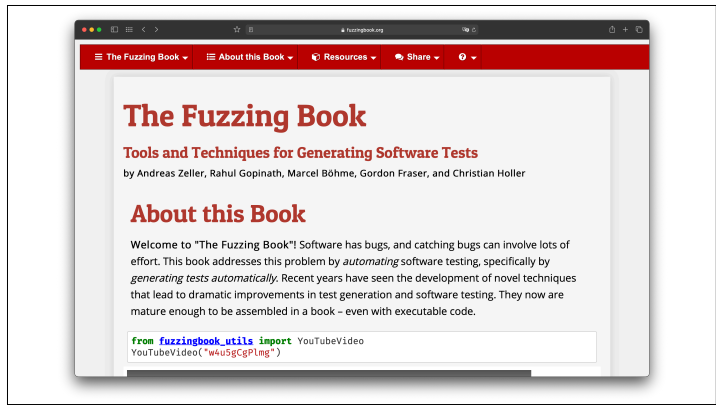 fuzzingbook.org
The Fuzzing Book
About this Book
Resources
Share
The Fuzzing Book
Tools and Techniques for Generating Software Tests
by Andreas Zeller, Rahul Gopinath, Marcel Böhme, Gordon Fraser, and Christian Holler
About this Book
Welcome to "The Fuzzing Book"! Software has bugs, and catching bugs can involve lots of
effort. This book addresses this problem by automating software testing, specifically by
generating tests automatically. Recent years have seen the development of novel techniques
that lead to dramatic improvements in test generation and software testing. They now are
mature enough to be assembled in a book – even with executable code.
from fuzzingbook_utils import YouTubeVideo
YouTubeVideo("w4u5gCgPlmg")